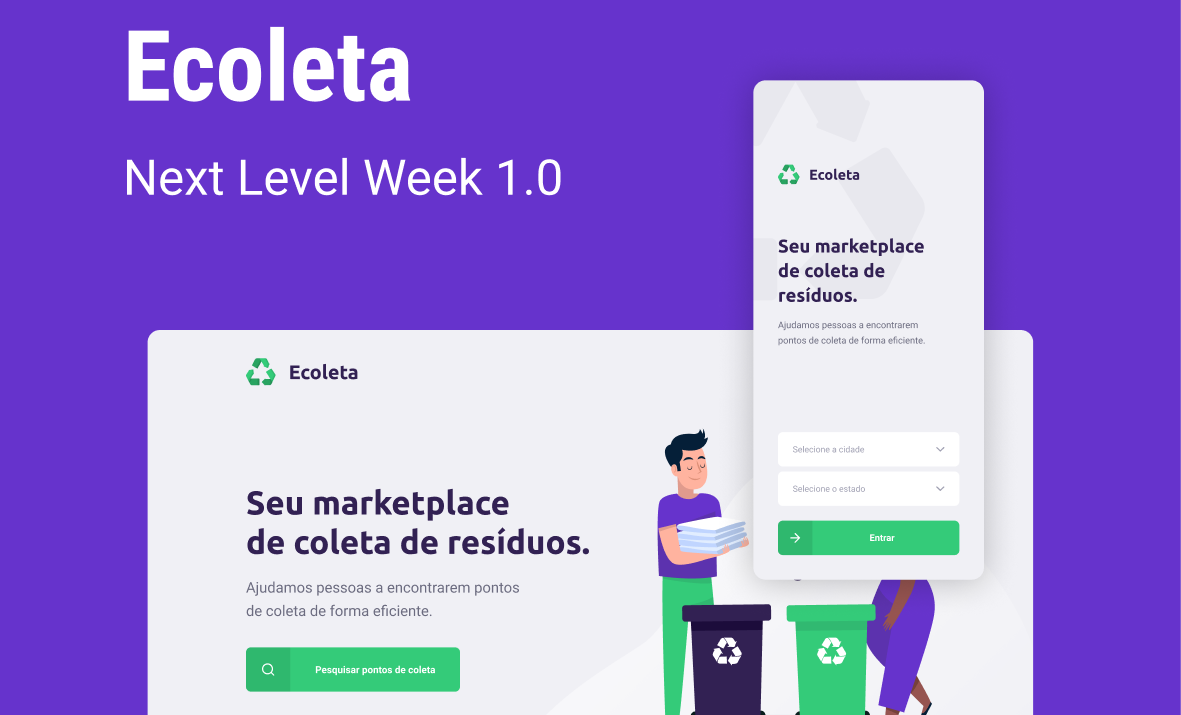 Ecoleta
Next Level Week 1.0
Ecoleta
Seu marketplace
de coleta de
resíduos.
Ajudamos pessoas a encontrarem
pontos de coleta de forma eficiente.
Selecione a cidade
Selecione o estado
Entrar
Ecoleta
Seu marketplace
de coleta de resíduos.
Ajudamos pessoas a encontrarem pontos
de coleta de forma eficiente.
Pesquisar pontos de coleta